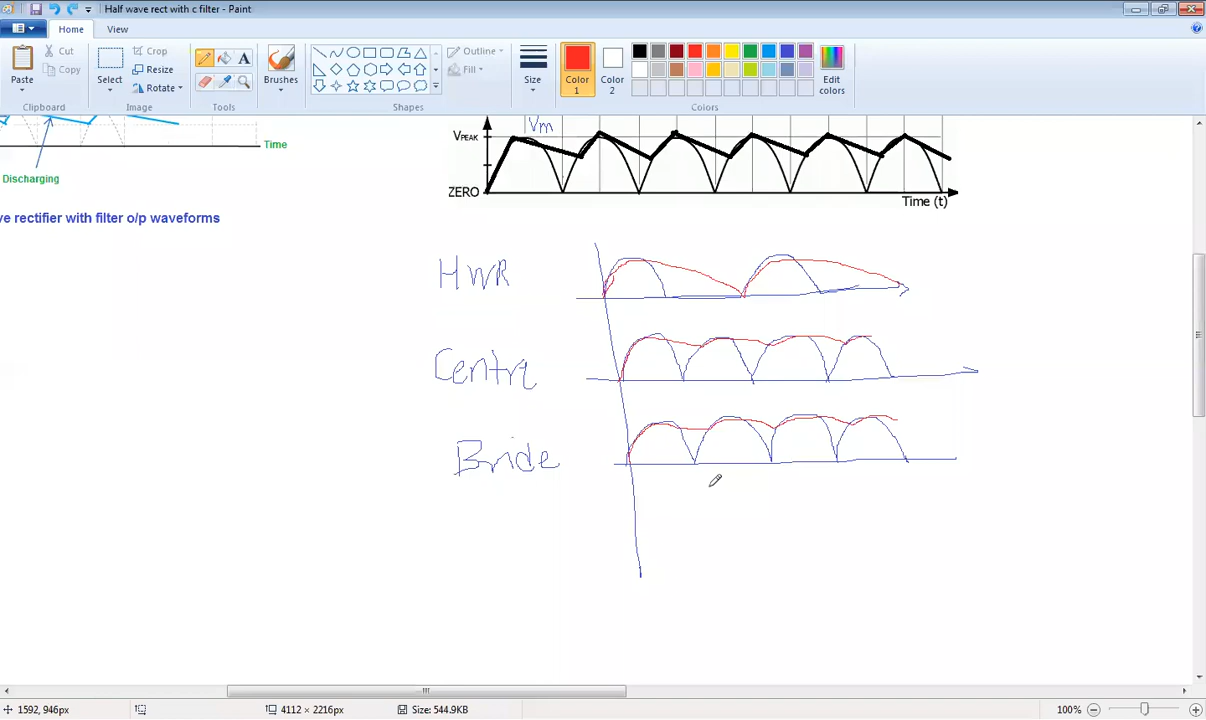 Half wave rect with c filter - Paint
Home View
Cut
Copy
Paste
Crop
Resize
Rotate
Select
Brushes
Outline
Fill
Size
Color 1
Color 2
Edit colors
Clipboard Image Tools Shapes Colors
Vm
VPEAK
ZERO
Time (t)
Time
Discharging
ve rectifier with filter o/p waveforms
HWR
Centre
Bride
1592, 946px
4112 × 2216px
Size: 544.9KB
100%